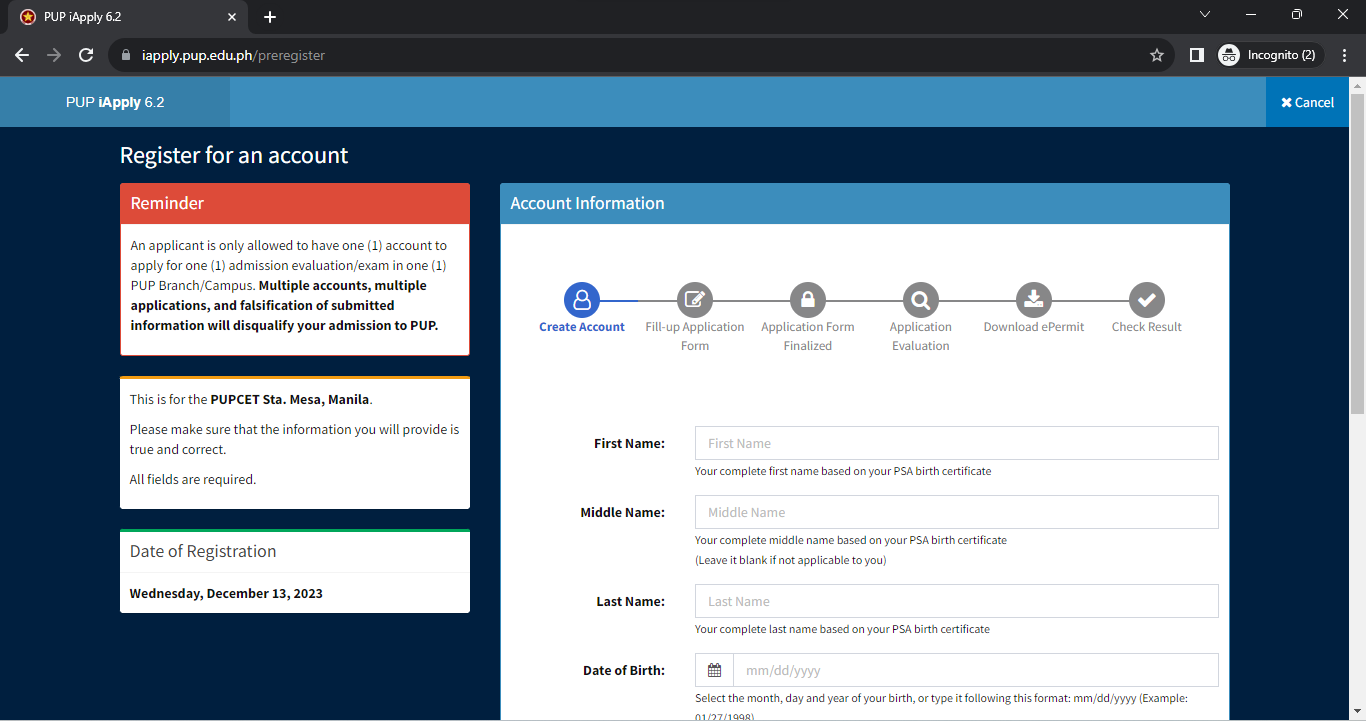 PUP iApply 6.2
iapply.pup.edu.ph/preregister
Incognito (2)
PUP iApply 6.2
Cancel
Register for an account
Reminder
An applicant is only allowed to have one (1) account to
apply for one (1) admission evaluation/exam in one (1)
PUP Branch/Campus. Multiple accounts, multiple
applications, and falsification of submitted
information will disqualify your admission to PUP.
This is for the PUPCET Sta. Mesa, Manila.
Please make sure that the information you will provide is
true and correct.
All fields are required.
Date of Registration
Wednesday, December 13, 2023
Account Information
Create Account
Fill-up Application
Form
Application Form
Finalized
Application
Evaluation
Download ePermit
Check Result
First Name:
First Name
Your complete first name based on your PSA birth certificate
Middle Name:
Middle Name
Your complete middle name based on your PSA birth certificate
(Leave it blank if not applicable to you)
Last Name:
Last Name
Your complete last name based on your PSA birth certificate
Date of Birth:
mm/dd/yyyy
Select the month, day and year of your birth, or type it following this format: mm/dd/yyyy (Example:
01/27/1998)